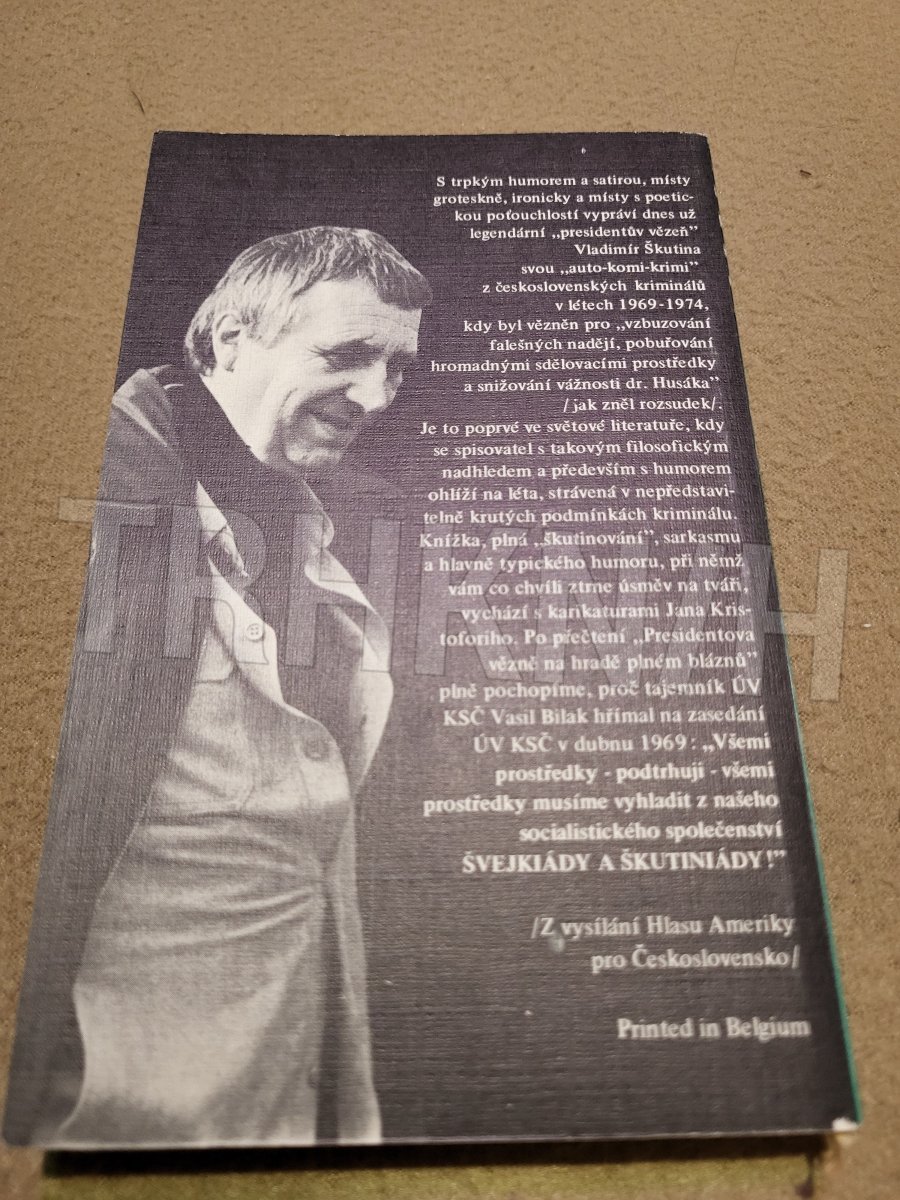 S trpkým humorem a satirou, místy
groteskně, ironicky a místy s poetic-
kou poťouchlostí vypráví dnes už
legendární „presidentův vězeň”
Vladimír Škutina
svou „auto-komi-krimi”
z československých kriminálů
v létech 1969-1974,
kdy byl vězněn pro „vzbuzování
falešných nadějí, pobuřování
hromadnými sdělovacími prostředky
a snižování vážnosti dr. Husáka”
/jak zněl rozsudek/.
Je to poprvé ve světové literatuře, kdy
se spisovatel s takovým filosofickým
nadhledem a především s humorem
ohlíží na léta, strávená v nepředstavi-
telně krutých podmínkách kriminálu.
Knížka, plná „škutinování”, sarkasmu
a hlavně typického humoru, při němž
vám co chvíli ztrne úsměv na tváři,
vychází s karikaturami Jana Kris-
toforiho. Po přečtení „Presidentova
vězně na hradě plném bláznů”
plně pochopíme, proč tajemník ÚV
KSČ Vasil Bilak hřímal na zasedání
ÚV KSČ v dubnu 1969: „Všemi
prostředky - podtrhuji - všemi
prostředky musíme vyhladit z našeho
socialistického společenství
ŠVEJKIÁDY A ŠKUTINIÁDY!”
/Z vysílání Hlasu Ameriky
pro Československo/
Printed in Belgium
TRHKNIH